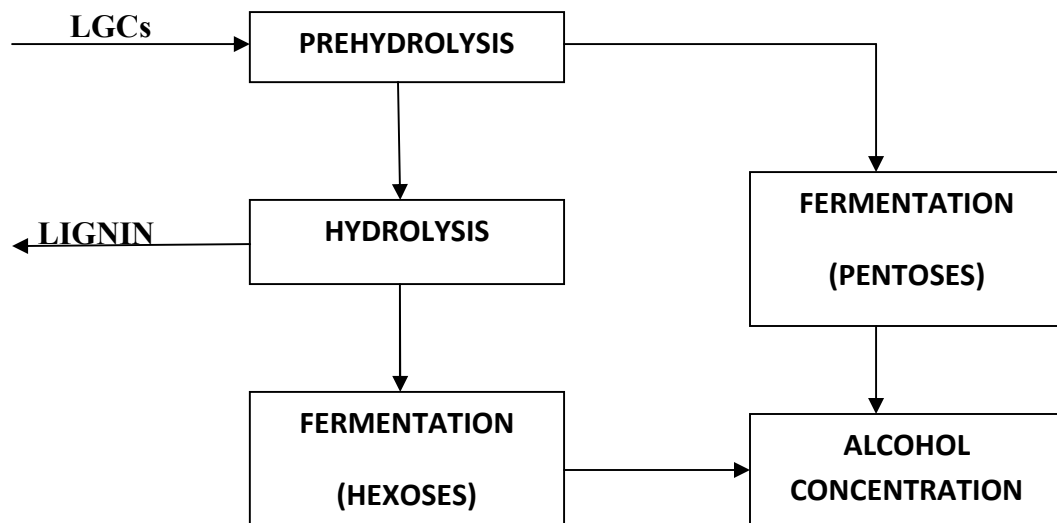 LGCs
PREHYDROLYSIS
LIGNIN
HYDROLYSIS
FERMENTATION
(PENTOSES)
FERMENTATION
(HEXOSES)
ALCOHOL
CONCENTRATION